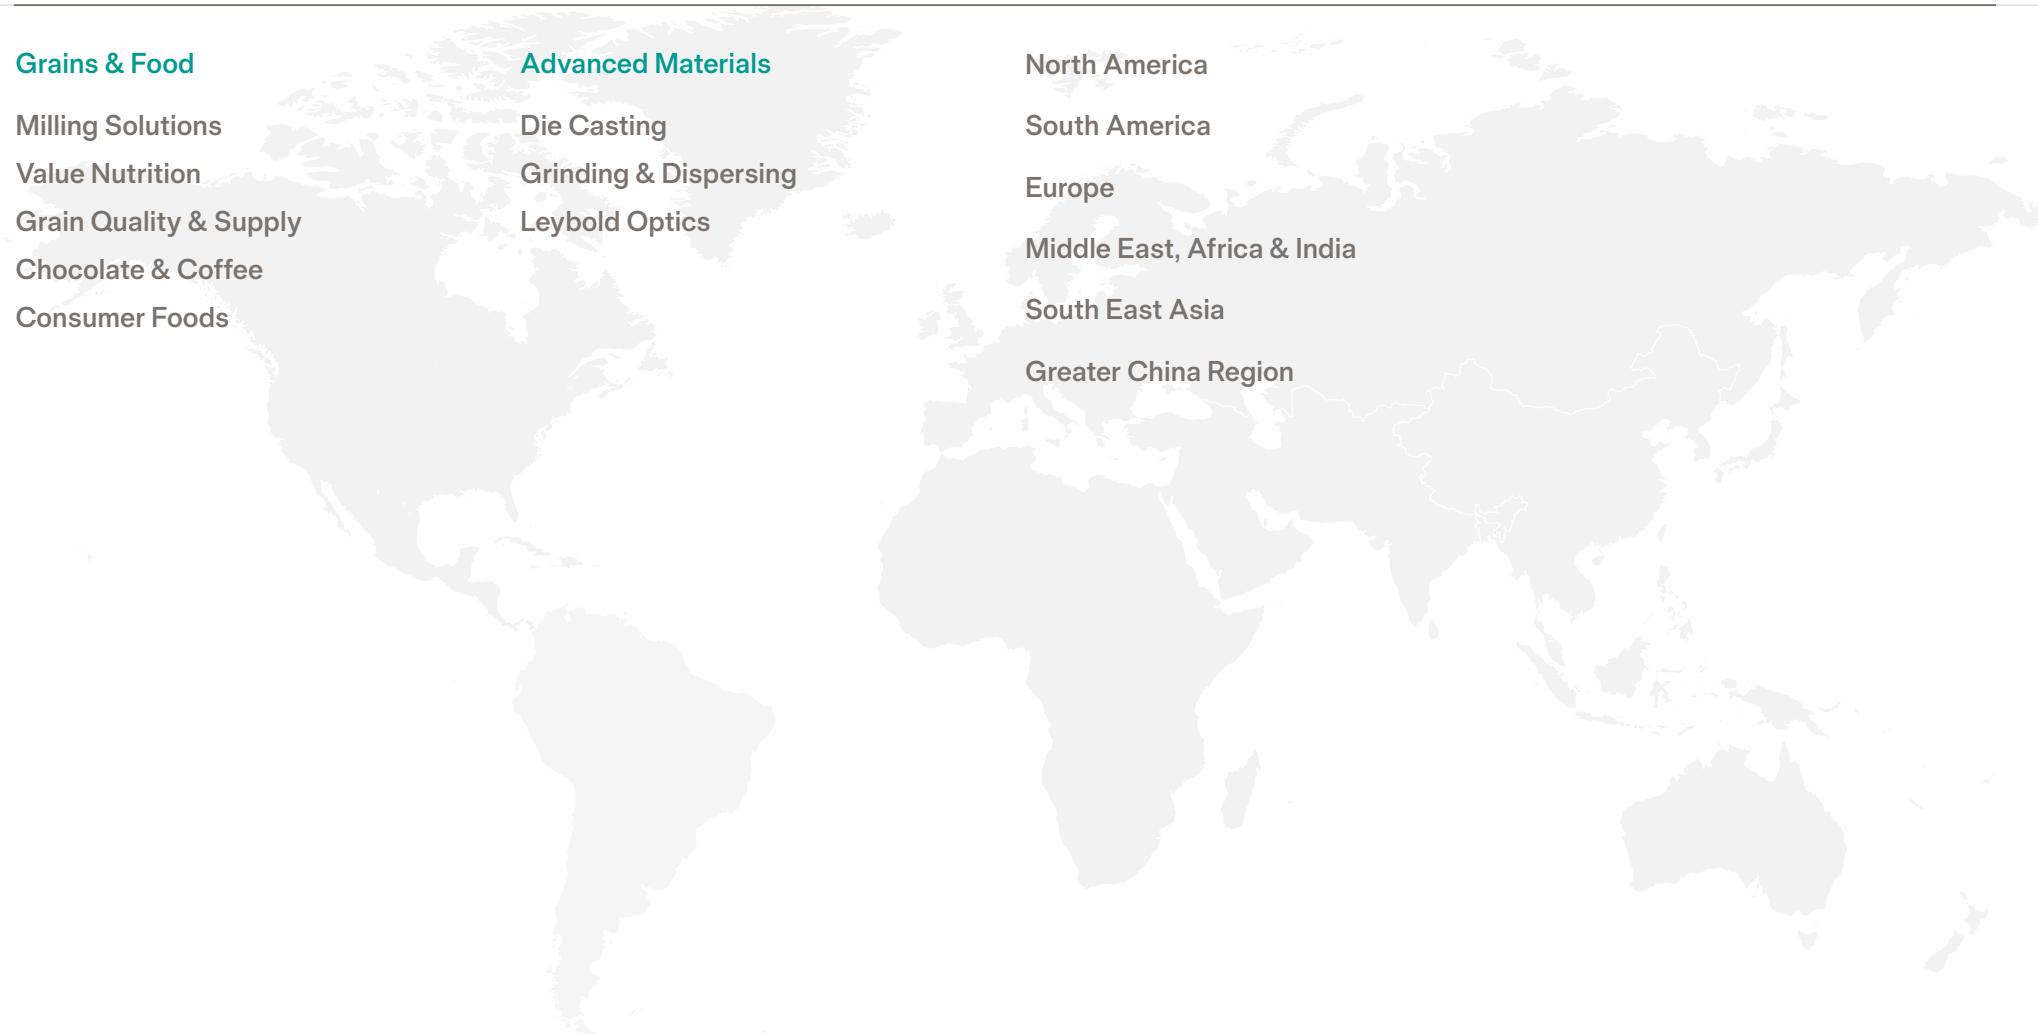 Grains & Food
Milling Solutions
Value Nutrition
Grain Quality & Supply
Chocolate & Coffee
Consumer Foods
Advanced Materials
Die Casting
Grinding & Dispersing
Leybold Optics
North America
South America
Europe
Middle East, Africa & India
South East Asia
Greater China Region